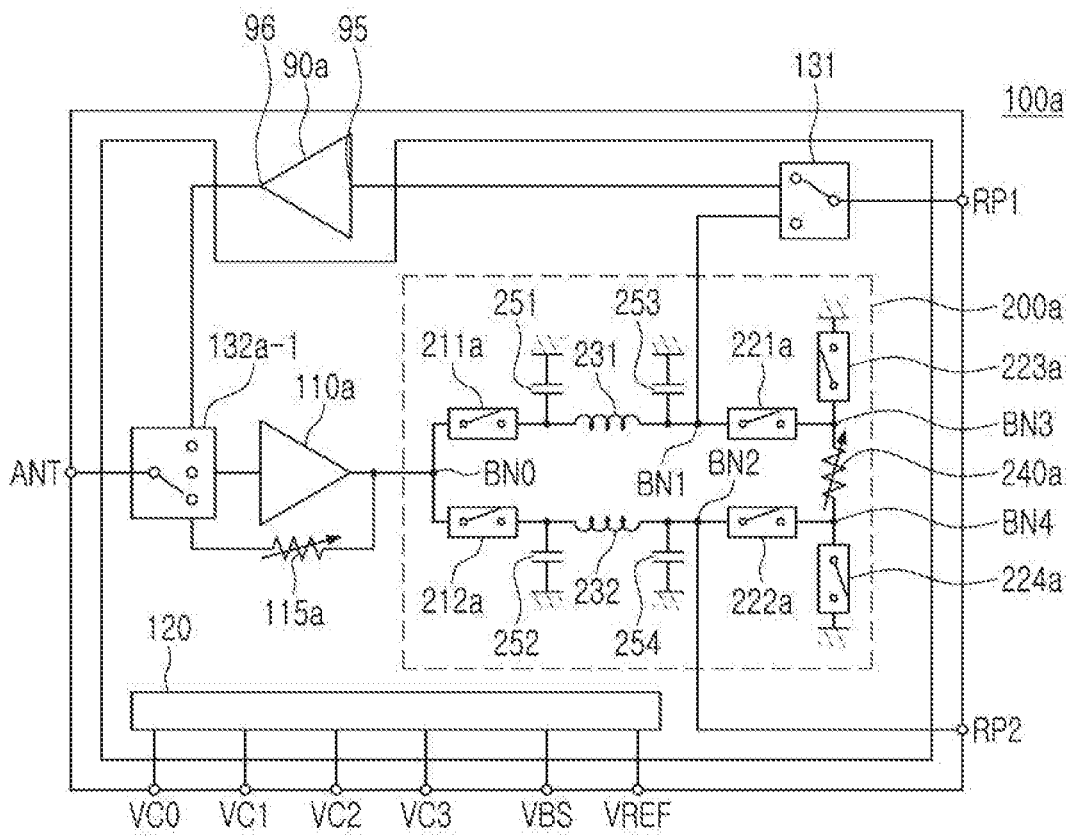 96
95
90a
131
100a
RP1
251
253
200a
132a-1
211a
231
221a
223a
110a
BN3
ANT
BN0
BN1
BN2
240a
BN4
115a
212a
232
222a
224a
252
254
120
RP2
VC0
VC1
VC2
VC3
VBS
VREF